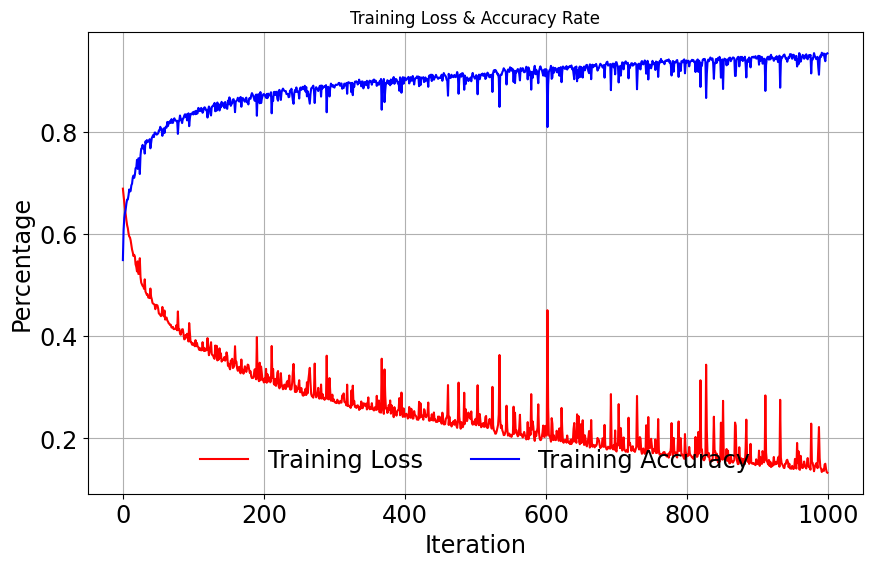 Training Loss & Accuracy Rate
Percentage
0.8
0.6
0.4
0.2
Training Loss
Training Accuracy
0 200 400 600 800 1000
Iteration